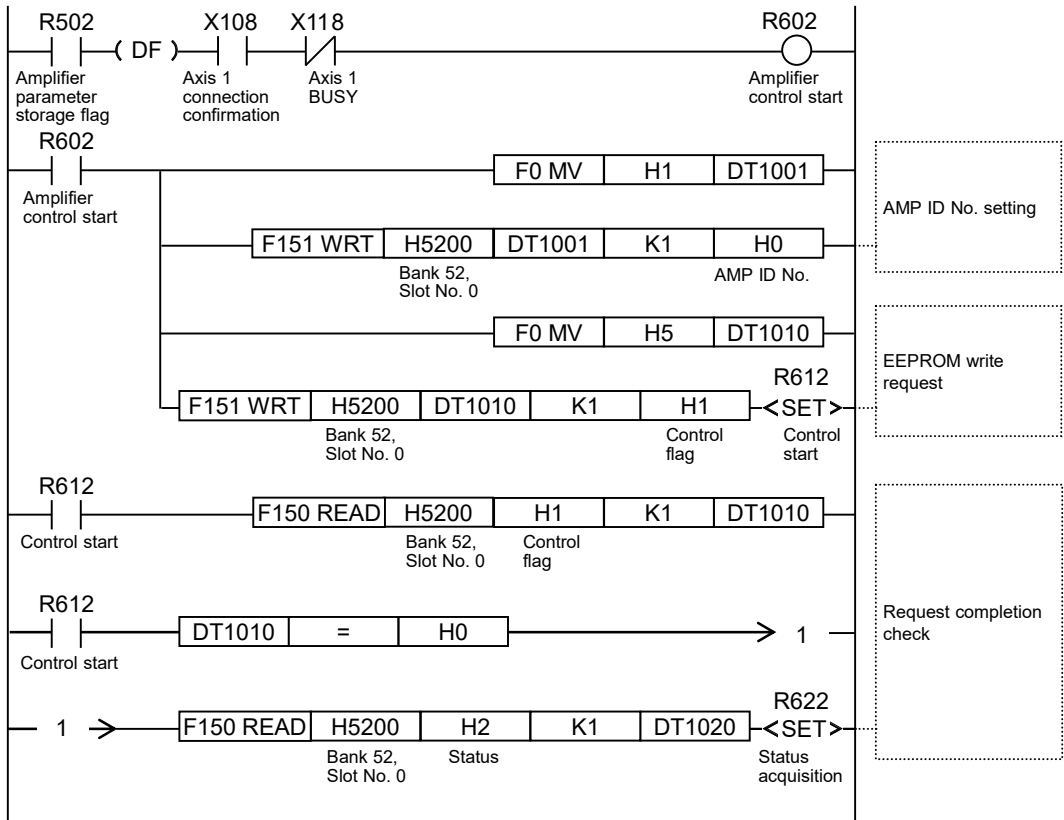 R502 X108 X118 R602
( DF )
Amplifier
parameter
storage flag
Axis 1
connection
confirmation
Axis 1
BUSY
Amplifier
control start
R602
F0 MV H1 DT1001
Amplifier
control start
AMP ID No. setting
F151 WRT H5200 DT1001 K1 H0
Bank 52,
Slot No. 0
AMP ID No.
F0 MV H5 DT1010
EEPROM write
request
R612
F151 WRT H5200 DT1010 K1 H1 <SET>
Bank 52,
Slot No. 0
Control
flag
Control
start
R612
F150 READ H5200 H1 K1 DT1010
Control start
Bank 52,
Slot No. 0
Control
flag
R612
DT1010 = H0 1
Control start
Request completion
check
R622
1 F150 READ H5200 H2 K1 DT1020 <SET>
Bank 52,
Slot No. 0
Status
Status
acquisition